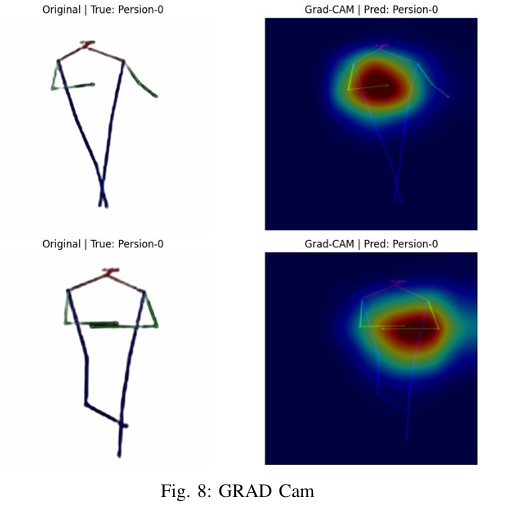 Original | True: Persion-0
Grad-CAM | Pred: Persion-0
Original | True: Persion-0
Grad-CAM | Pred: Persion-0
Fig. 8: GRAD Cam